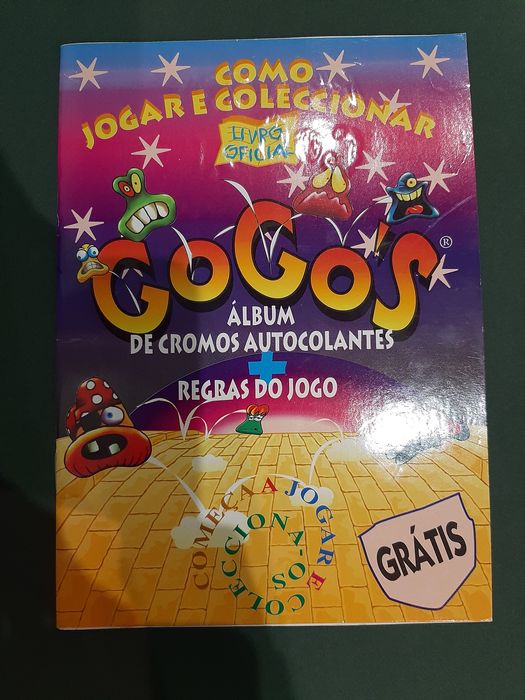 COMO
JOGAR E COLECCIONAR
LIVRO
OFICIAL
GOGO'S®
ÁLBUM
DE CROMOS AUTOCOLANTES
+
REGRAS DO JOGO
COMEÇA A JOGAR E
COLECCIONA-OS
GRÁTIS